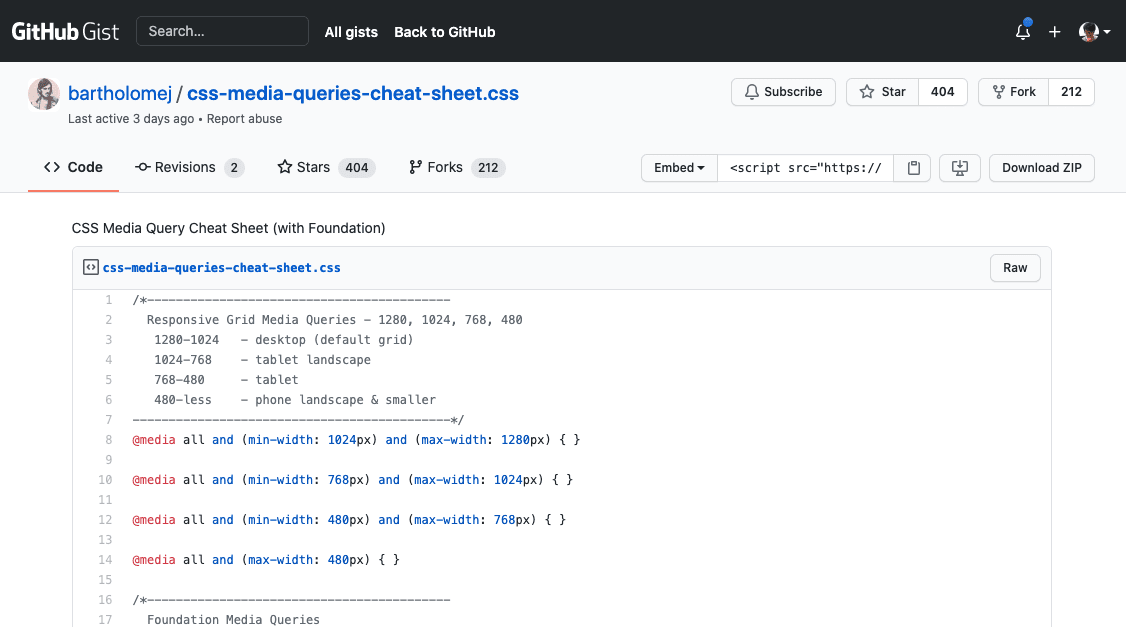 GitHub Gist Search... All gists Back to GitHub
bartholomej / css-media-queries-cheat-sheet.css
Last active 3 days ago • Report abuse
Subscribe Star 404 Fork 212
Code Revisions 2 Stars 404 Forks 212
Embed <script src="https:// Download ZIP
CSS Media Query Cheat Sheet (with Foundation)
css-media-queries-cheat-sheet.css Raw
1 /*------------------------------------------
2 Responsive Grid Media Queries - 1280, 1024, 768, 480
3 1280-1024 - desktop (default grid)
4 1024-768 - tablet landscape
5 768-480 - tablet
6 480-less - phone landscape & smaller
7 --------------------------------------------*/
8 @media all and (min-width: 1024px) and (max-width: 1280px) { }
9
10 @media all and (min-width: 768px) and (max-width: 1024px) { }
11
12 @media all and (min-width: 480px) and (max-width: 768px) { }
13
14 @media all and (max-width: 480px) { }
15
16 /*------------------------------------------
17 Foundation Media Queries